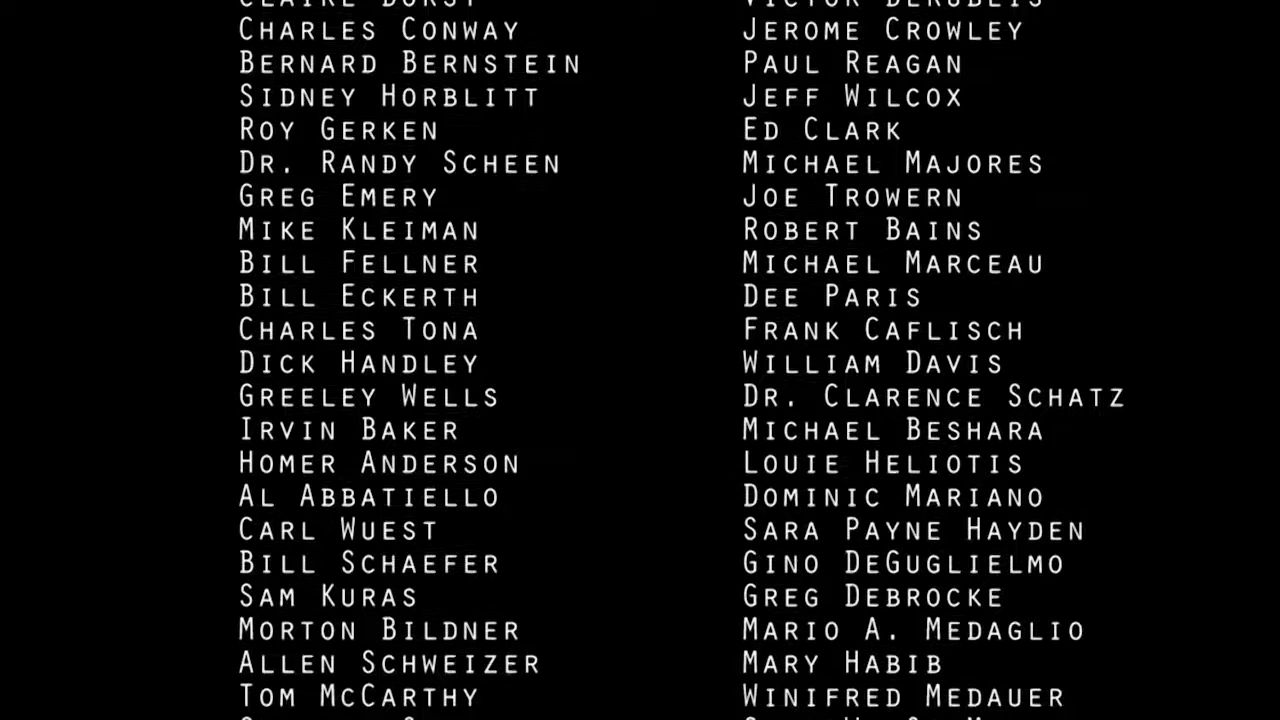 Charles Conway
Bernard Bernstein
Sidney Horblitt
Roy Gerken
Dr. Randy Scheen
Greg Emery
Mike Kleiman
Bill Fellner
Bill Eckerth
Charles Tona
Dick Handley
Greeley Wells
Irvin Baker
Homer Anderson
Al Abbatiello
Carl Wuest
Bill Schaefer
Sam Kuras
Morton Bildner
Allen Schweizer
Tom McCarthy
Jerome Crowley
Paul Reagan
Jeff Wilcox
Ed Clark
Michael Majores
Joe Trowern
Robert Bains
Michael Marceau
Dee Paris
Frank Caflisch
William Davis
Dr. Clarence Schatz
Michael Beshara
Louie Heliotis
Dominic Mariano
Sara Payne Hayden
Gino DeGuglielmo
Greg Debrocke
Mario A. Medaglio
Mary Habib
Winifred Medauer